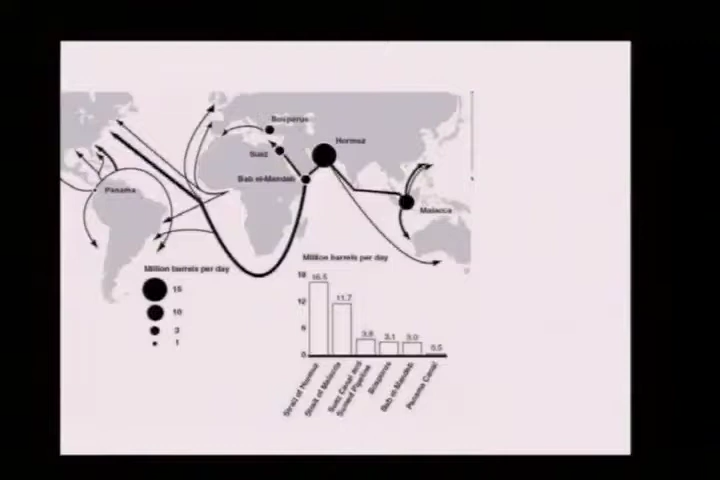 Bosporus
Hormuz
Suez
Bab el-Mandab
Panama
Malacca
Million barrels per day
15
10
3
1
Million barrels per day
18
16.5
12
11.7
6
3.8
3.1
3.0
0.5
0
Strait of Hormuz
Strait of Malacca
Suez Canal and
Sumed Pipeline
Bosporus
Bab el-Mandab
Panama Canal